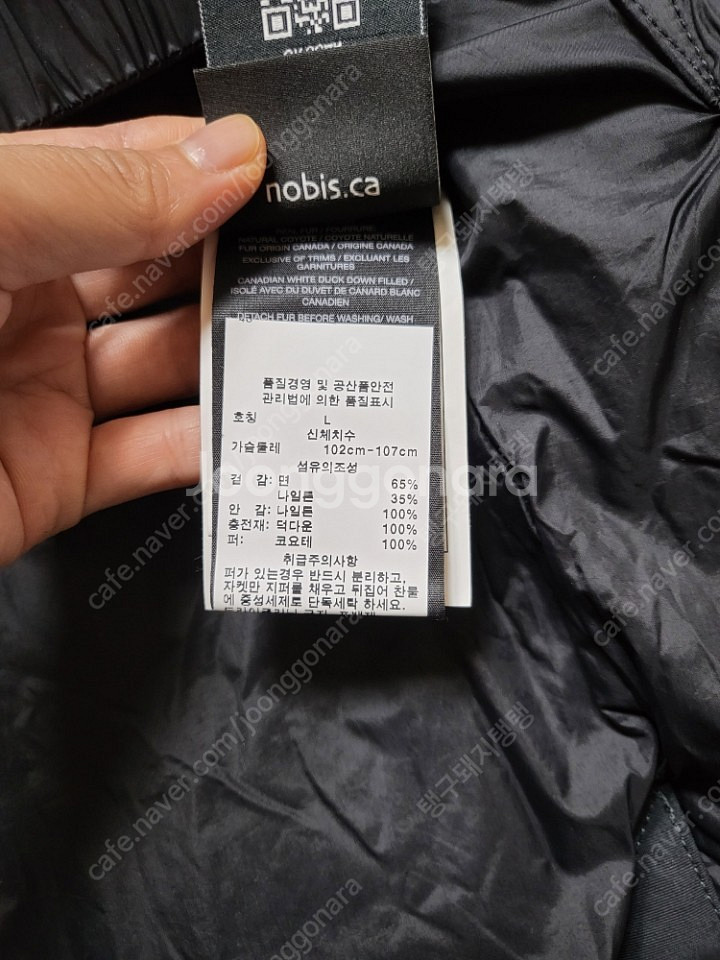 nobis.ca
NATURAL COYOTE / COYOTE NATURELLE
FUR ORIGIN CANADA / ORIGINE CANADA
EXCLUSIVE OF TRIMS / EXCLUANT LES
GARNITURES
CANADIAN WHITE DUCK DOWN FILLED /
ISOLÉ AVEC DU DUVET DE CANARD BLANC
CANADIEN
DETACH FUR BEFORE WASHING/ WASH
품질경영 및 공산품안전
관리법에 의한 품질표시
호칭 L
신체치수
가슴둘레 102cm-107cm
섬유의조성
겉 감: 면 65%
나일론 35%
안 감: 나일론 100%
충전재: 덕다운 100%
퍼: 코요테 100%
취급주의사항
퍼가 있는경우 반드시 분리하고,
자켓만 지퍼를 채우고 뒤집어 찬물
에 중성세제로 단독세탁 하세요.
Joonggonara
cafe.naver.com/joonggonara
탱구돼지탱탱